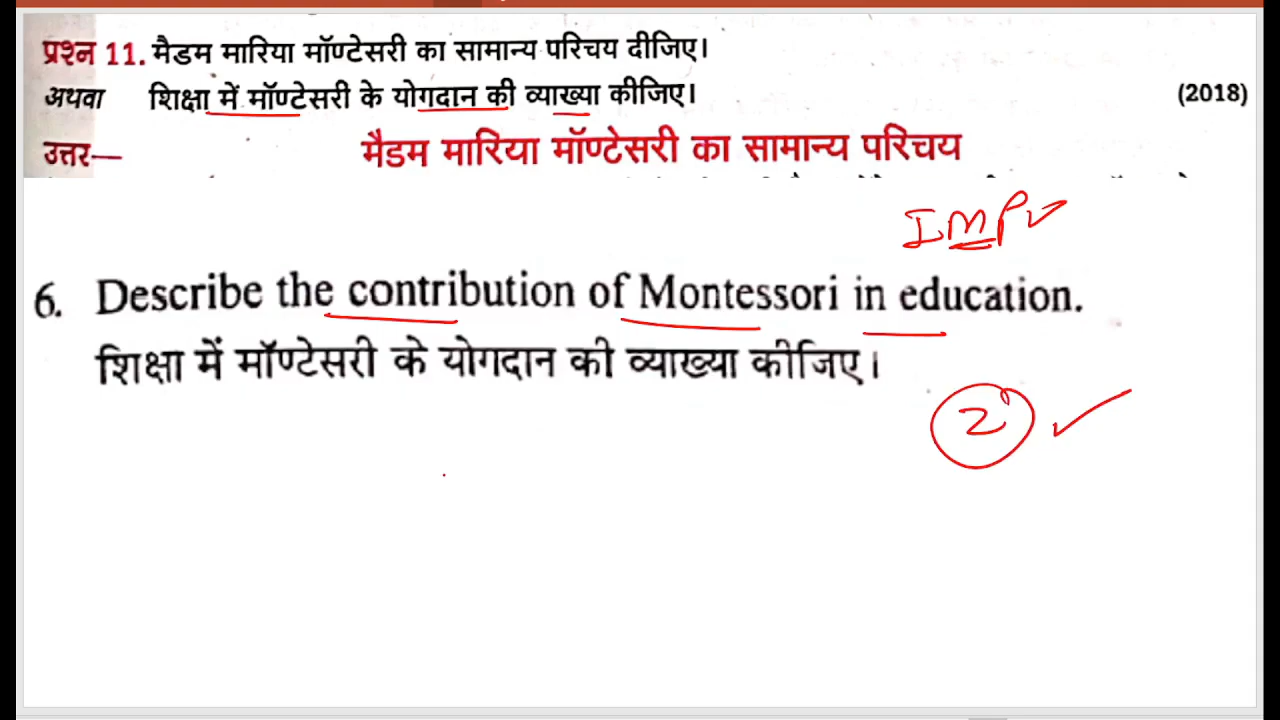 प्रश्न 11. मैडम मारिया मॉण्टेसरी का सामान्य परिचय दीजिए।
अथवा शिक्षा में मॉण्टेसरी के योगदान की व्याख्या कीजिए। (2018)
उत्तर— मैडम मारिया मॉण्टेसरी का सामान्य परिचय
IMP
6. Describe the contribution of Montessori in education.
शिक्षा में मॉण्टेसरी के योगदान की व्याख्या कीजिए।
2